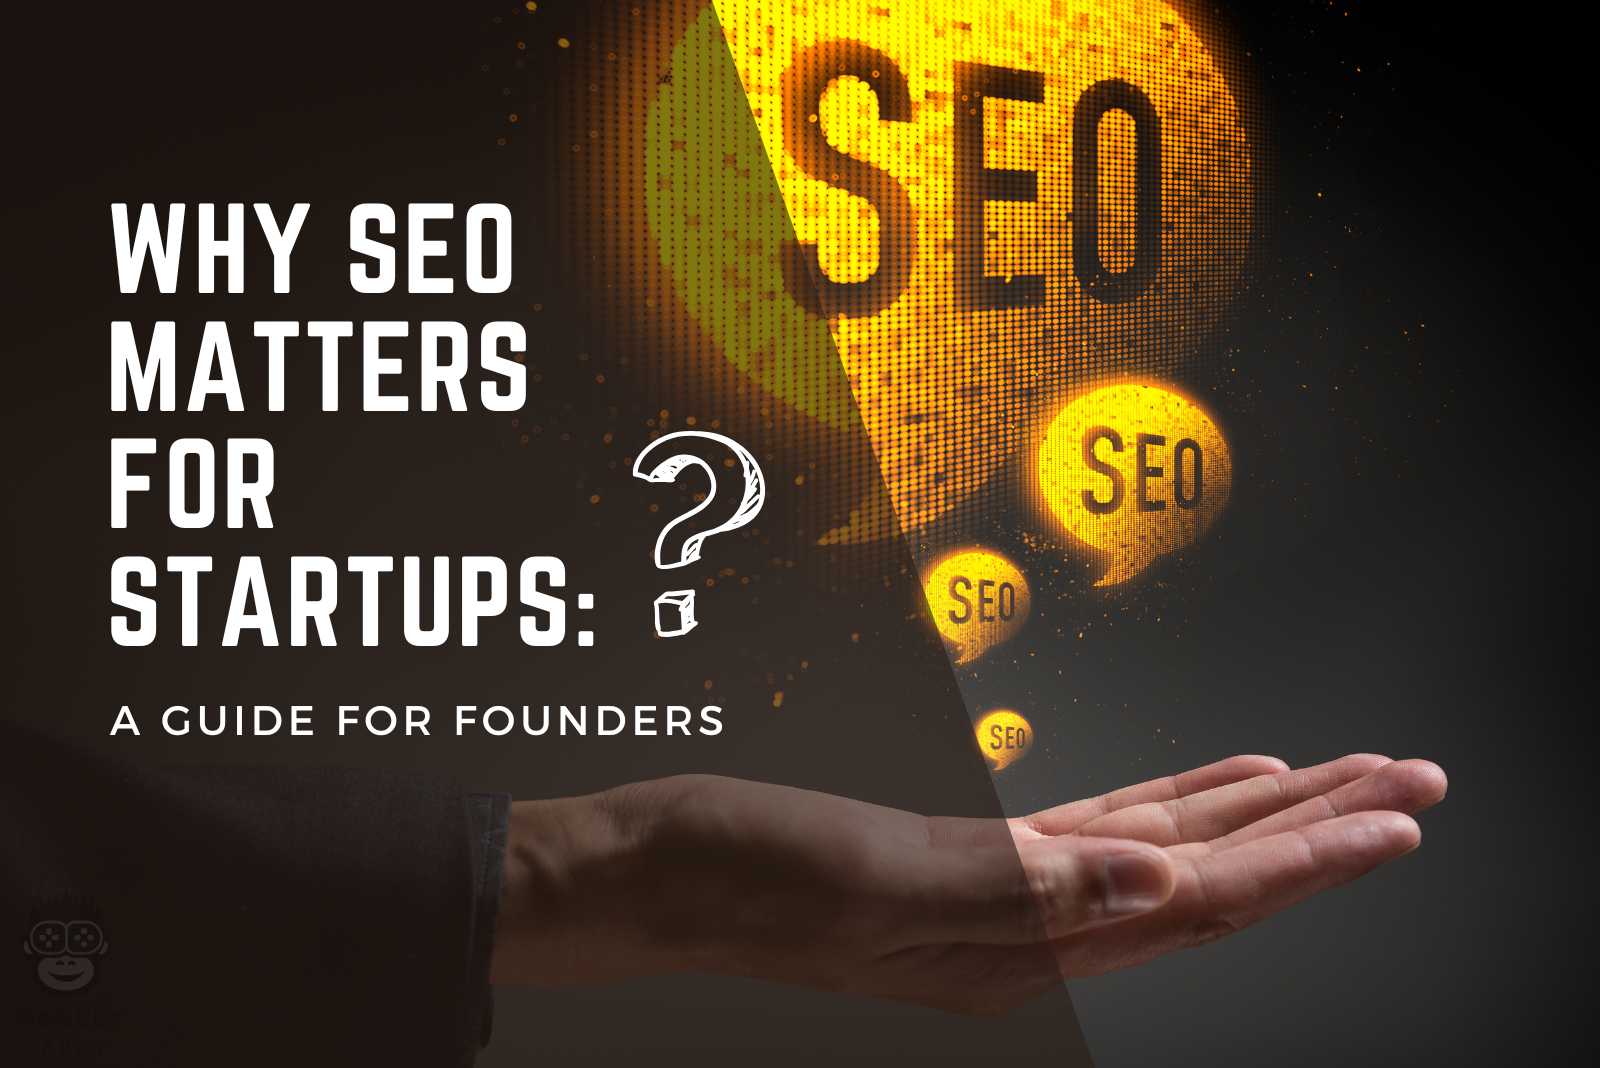 WHY SEO
MATTERS
FOR
STARTUPS:
?
A GUIDE FOR FOUNDERS
SEO
SEO
SEO
SEO